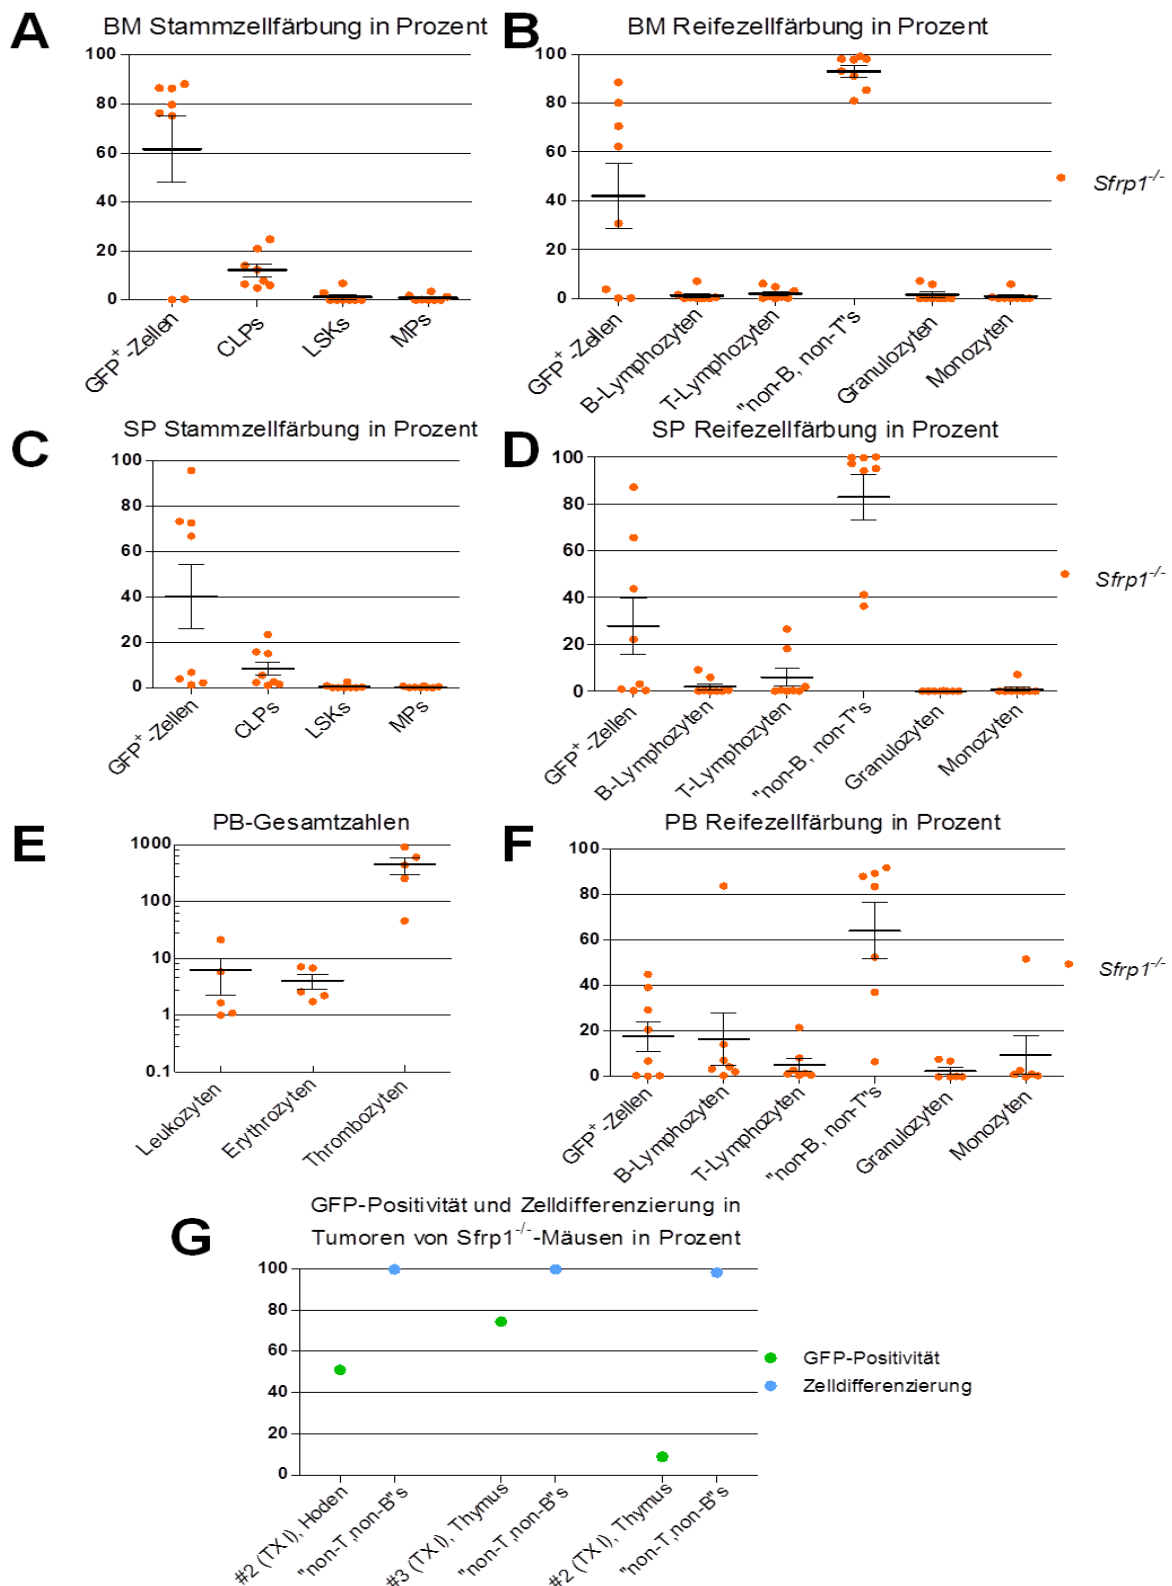 A
BM Stammzellfärbung in Prozent
100
80
60
40
20
0
GFP⁺-Zellen
CLPs
LSKs
MPs
B
BM Reifezellfärbung in Prozent
100
80
60
40
20
0
GFP⁺-Zellen
B-Lymphozyten
T-Lymphozyten
"non-B, non-T's
Granulozyten
Monozyten
Sfrp1⁻/⁻
C
SP Stammzellfärbung in Prozent
100
80
60
40
20
0
GFP⁺-Zellen
CLPs
LSKs
MPs
D
SP Reifezellfärbung in Prozent
100
80
60
40
20
0
GFP⁺-Zellen
B-Lymphozyten
T-Lymphozyten
"non-B, non-T"s
Granulozyten
Monozyten
Sfrp1⁻/⁻
E
PB-Gesamtzahlen
1000
100
10
1
0.1
Leukozyten
Erythrozyten
Thrombozyten
F
PB Reifezellfärbung in Prozent
100
80
60
40
20
0
GFP⁺-Zellen
B-Lymphozyten
T-Lymphozyten
"non-B, non-T"s
Granulozyten
Monozyten
Sfrp1⁻/⁻
G
GFP-Positivität und Zelldifferenzierung in
Tumoren von Sfrp1⁻/⁻-Mäusen in Prozent
100
80
60
40
20
0
#2 (TX I), Hoden
"non-T,non-B"s
#3 (TX I), Thymus
"non-T,non-B"s
#2 (TX I), Thymus
"non-T,non-B"s
GFP-Positivität
Zelldifferenzierung